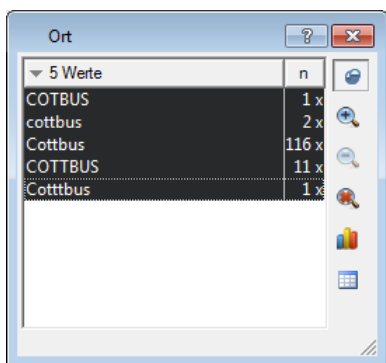 Ort
5 Werte n
COTBUS 1 x
cottbus 2 x
Cottbus 116 x
COTTBUS 11 x
Cotttbus 1 x